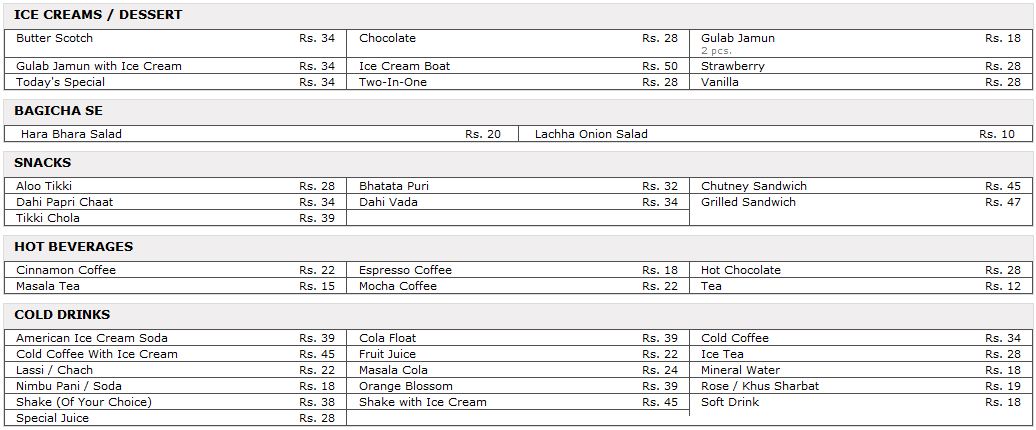 ICE CREAMS / DESSERT
Butter Scotch Rs. 34 Chocolate Rs. 28 Gulab Jamun Rs. 18
2 pcs.
Gulab Jamun with Ice Cream Rs. 34 Ice Cream Boat Rs. 50 Strawberry Rs. 28
Today's Special Rs. 34 Two-In-One Rs. 28 Vanilla Rs. 28
BAGICHA SE
Hara Bhara Salad Rs. 20 Lachha Onion Salad Rs. 10
SNACKS
Aloo Tikki Rs. 28 Bhatata Puri Rs. 32 Chutney Sandwich Rs. 45
Dahi Papri Chaat Rs. 34 Dahi Vada Rs. 34 Grilled Sandwich Rs. 47
Tikki Chola Rs. 39
HOT BEVERAGES
Cinnamon Coffee Rs. 22 Espresso Coffee Rs. 18 Hot Chocolate Rs. 28
Masala Tea Rs. 15 Mocha Coffee Rs. 22 Tea Rs. 12
COLD DRINKS
American Ice Cream Soda Rs. 39 Cola Float Rs. 39 Cold Coffee Rs. 34
Cold Coffee With Ice Cream Rs. 45 Fruit Juice Rs. 22 Ice Tea Rs. 28
Lassi / Chach Rs. 22 Masala Cola Rs. 24 Mineral Water Rs. 18
Nimbu Pani / Soda Rs. 18 Orange Blossom Rs. 39 Rose / Khus Sharbat Rs. 19
Shake (Of Your Choice) Rs. 38 Shake with Ice Cream Rs. 45 Soft Drink Rs. 18
Special Juice Rs. 28